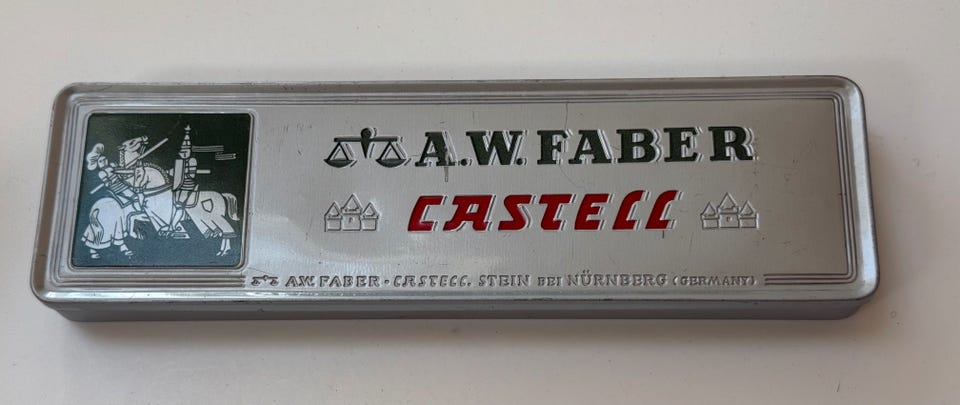 A.W. FABER
CASTELL
A.W. FABER-CASTELL. STEIN BEI NÜRNBERG (GERMANY)